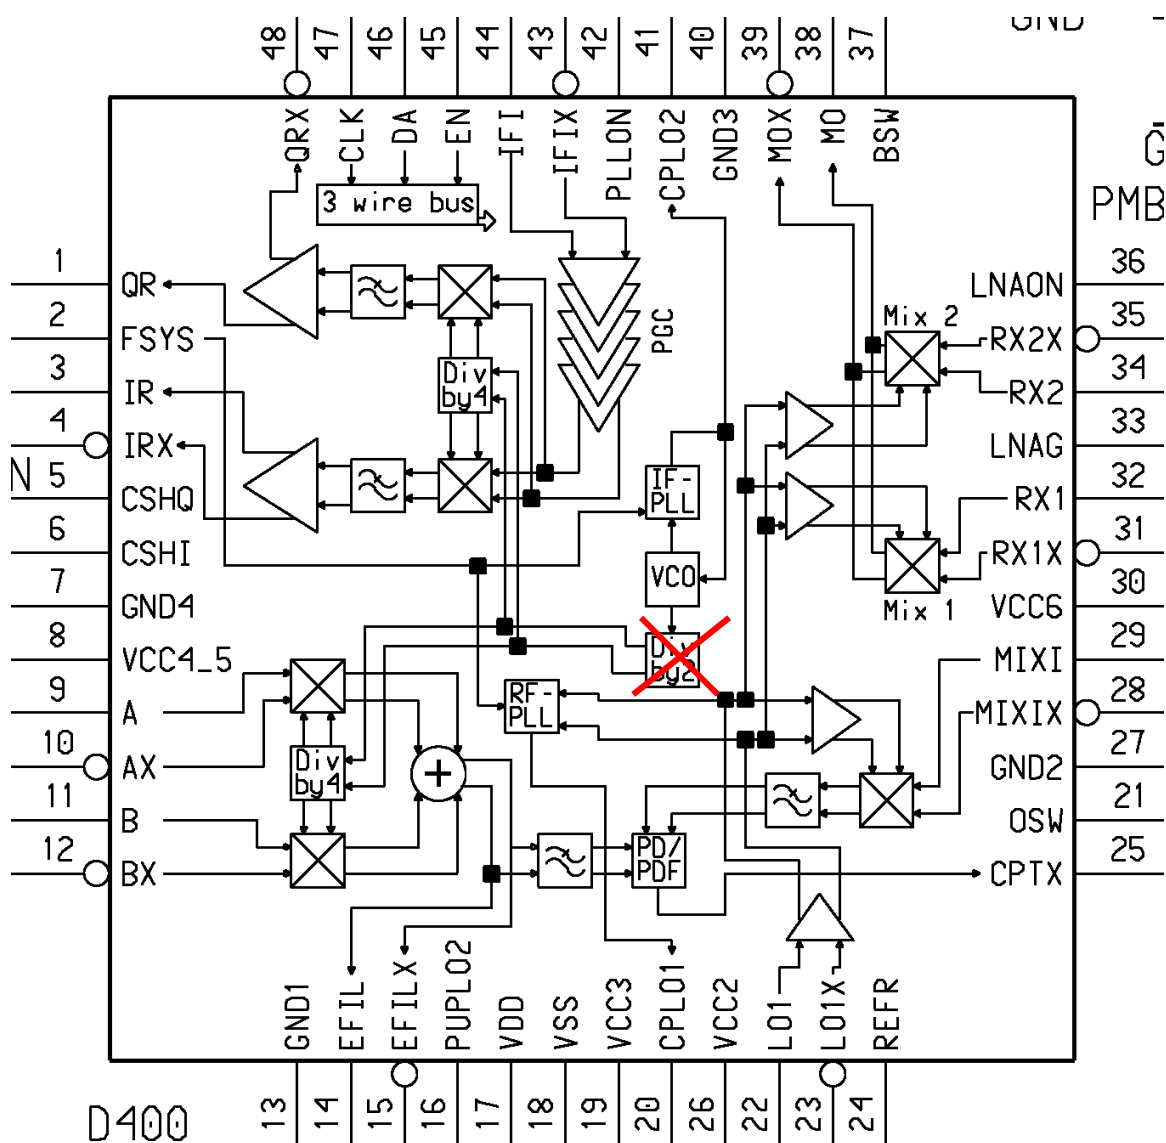 GND
48
47
46
45
44
43
42
41
40
39
38
37
QRX
CLK
DA
EN
IFI
IFIX
PLLON
CPLO2
GND3
MOX
MO
BSW
G
PMB
3 wire bus
1
QR
2
FSYS
3
IR
4
IRX
N
5
CSHQ
6
CSHI
7
GND4
8
VCC4_5
9
A
10
AX
11
B
12
BX
PGC
Div
by4
IF-
PLL
VCO
Div
by2
RF-
PLL
Div
by4
+
PD/
PDF
Mix 2
Mix 1
36
LNAON
35
RX2X
34
RX2
33
LNAG
32
RX1
31
RX1X
30
VCC6
29
MIXI
28
MIXIX
27
GND2
21
OSW
25
CPTX
GND1
EFIL
EFILX
PUPLO2
VDD
VSS
VCC3
CPLO1
VCC2
LO1
LO1X
REFR
13
14
15
16
17
18
19
20
26
22
23
24
D400